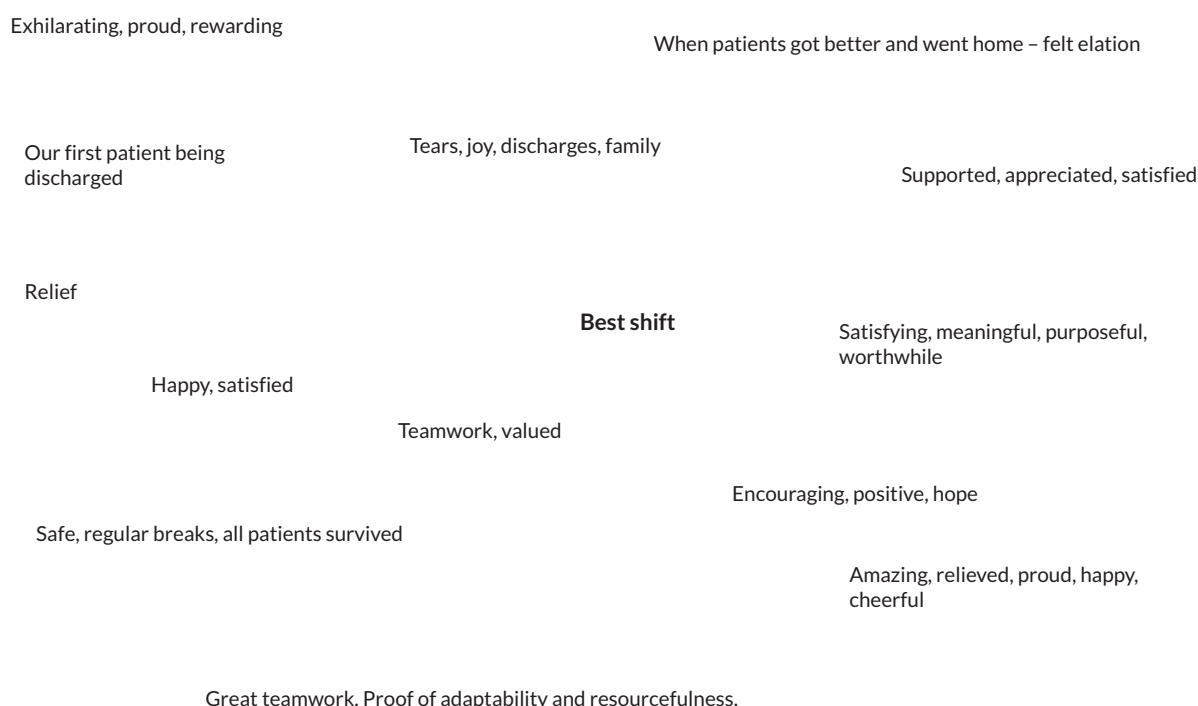 Exhilarating, proud, rewarding
When patients got better and went home – felt elation
Our first patient being
discharged
Tears, joy, discharges, family
Supported, appreciated, satisfied
Relief
Best shift
Satisfying, meaningful, purposeful,
worthwhile
Happy, satisfied
Teamwork, valued
Encouraging, positive, hope
Safe, regular breaks, all patients survived
Amazing, relieved, proud, happy,
cheerful
Great teamwork. Proof of adaptability and resourcefulness.